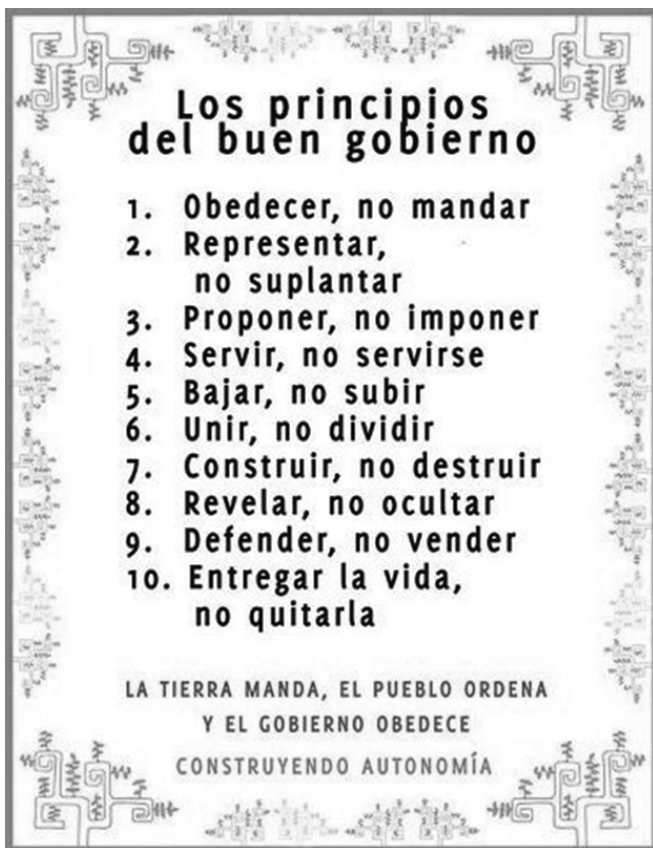 Los principios
del buen gobierno
1. Obedecer, no mandar
2. Representar,
no suplantar
3. Proponer, no imponer
4. Servir, no servirse
5. Bajar, no subir
6. Unir, no dividir
7. Construir, no destruir
8. Revelar, no ocultar
9. Defender, no vender
10. Entregar la vida,
no quitarla
LA TIERRA MANDA, EL PUEBLO ORDENA
Y EL GOBIERNO OBEDECE
CONSTRUYENDO AUTONOMÍA